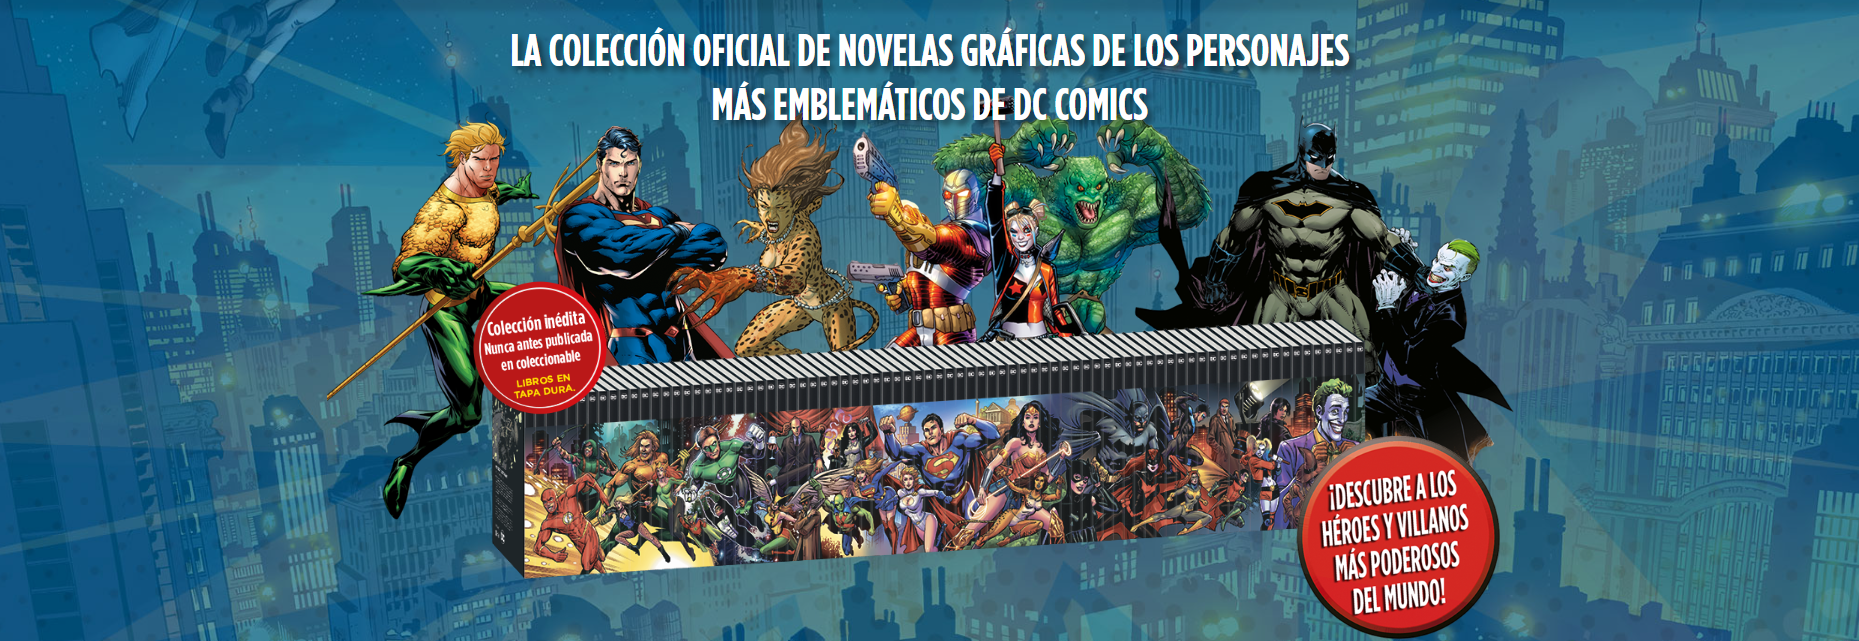 LA COLECCIÓN OFICIAL DE NOVELAS GRÁFICAS DE LOS PERSONAJES
MÁS EMBLEMÁTICOS DE DC COMICS
Colección inédita
Nunca antes publicada
en coleccionable
LIBROS EN
TAPA DURA.
¡DESCUBRE A LOS
HÉROES Y VILLANOS
MÁS PODEROSOS
DEL MUNDO!